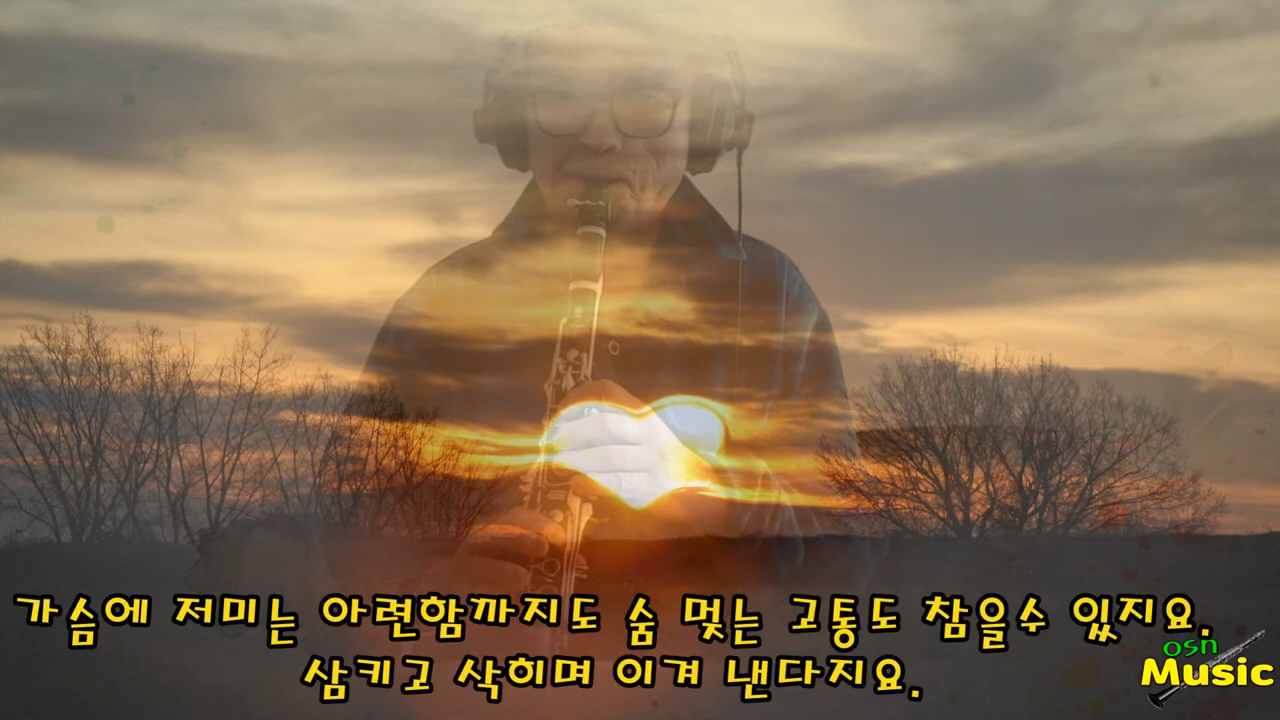 가슴에 저미는 아련함까지도 숨 멎는 고통도 참을수 있지요.
삼키고 삭히며 이겨 낸다지요.
osn
Music